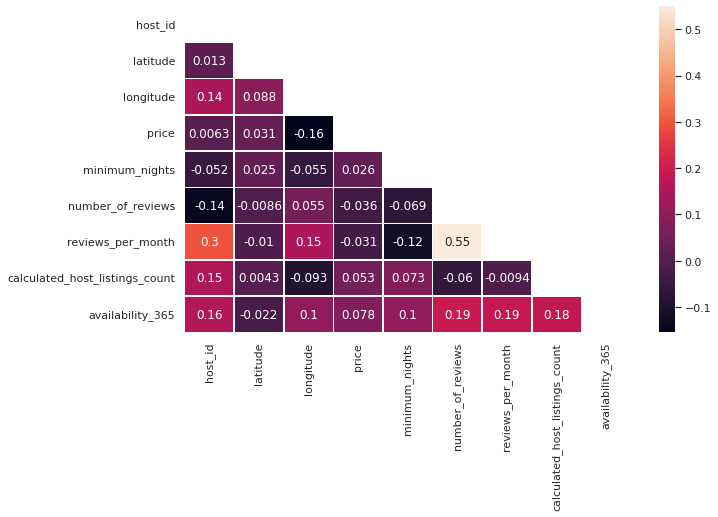 host_id
latitude 0.013
longitude 0.14 0.088
price 0.0063 0.031 -0.16
minimum_nights -0.052 0.025 -0.055 0.026
number_of_reviews -0.14 -0.0086 0.055 -0.036 -0.069
reviews_per_month 0.3 -0.01 0.15 -0.031 -0.12 0.55
calculated_host_listings_count 0.15 0.0043 -0.093 0.053 0.073 -0.06 -0.0094
availability_365 0.16 -0.022 0.1 0.078 0.1 0.19 0.19 0.18
host_id
latitude
longitude
price
minimum_nights
number_of_reviews
reviews_per_month
calculated_host_listings_count
availability_365
0.5
0.4
0.3
0.2
0.1
0.0
-0.1